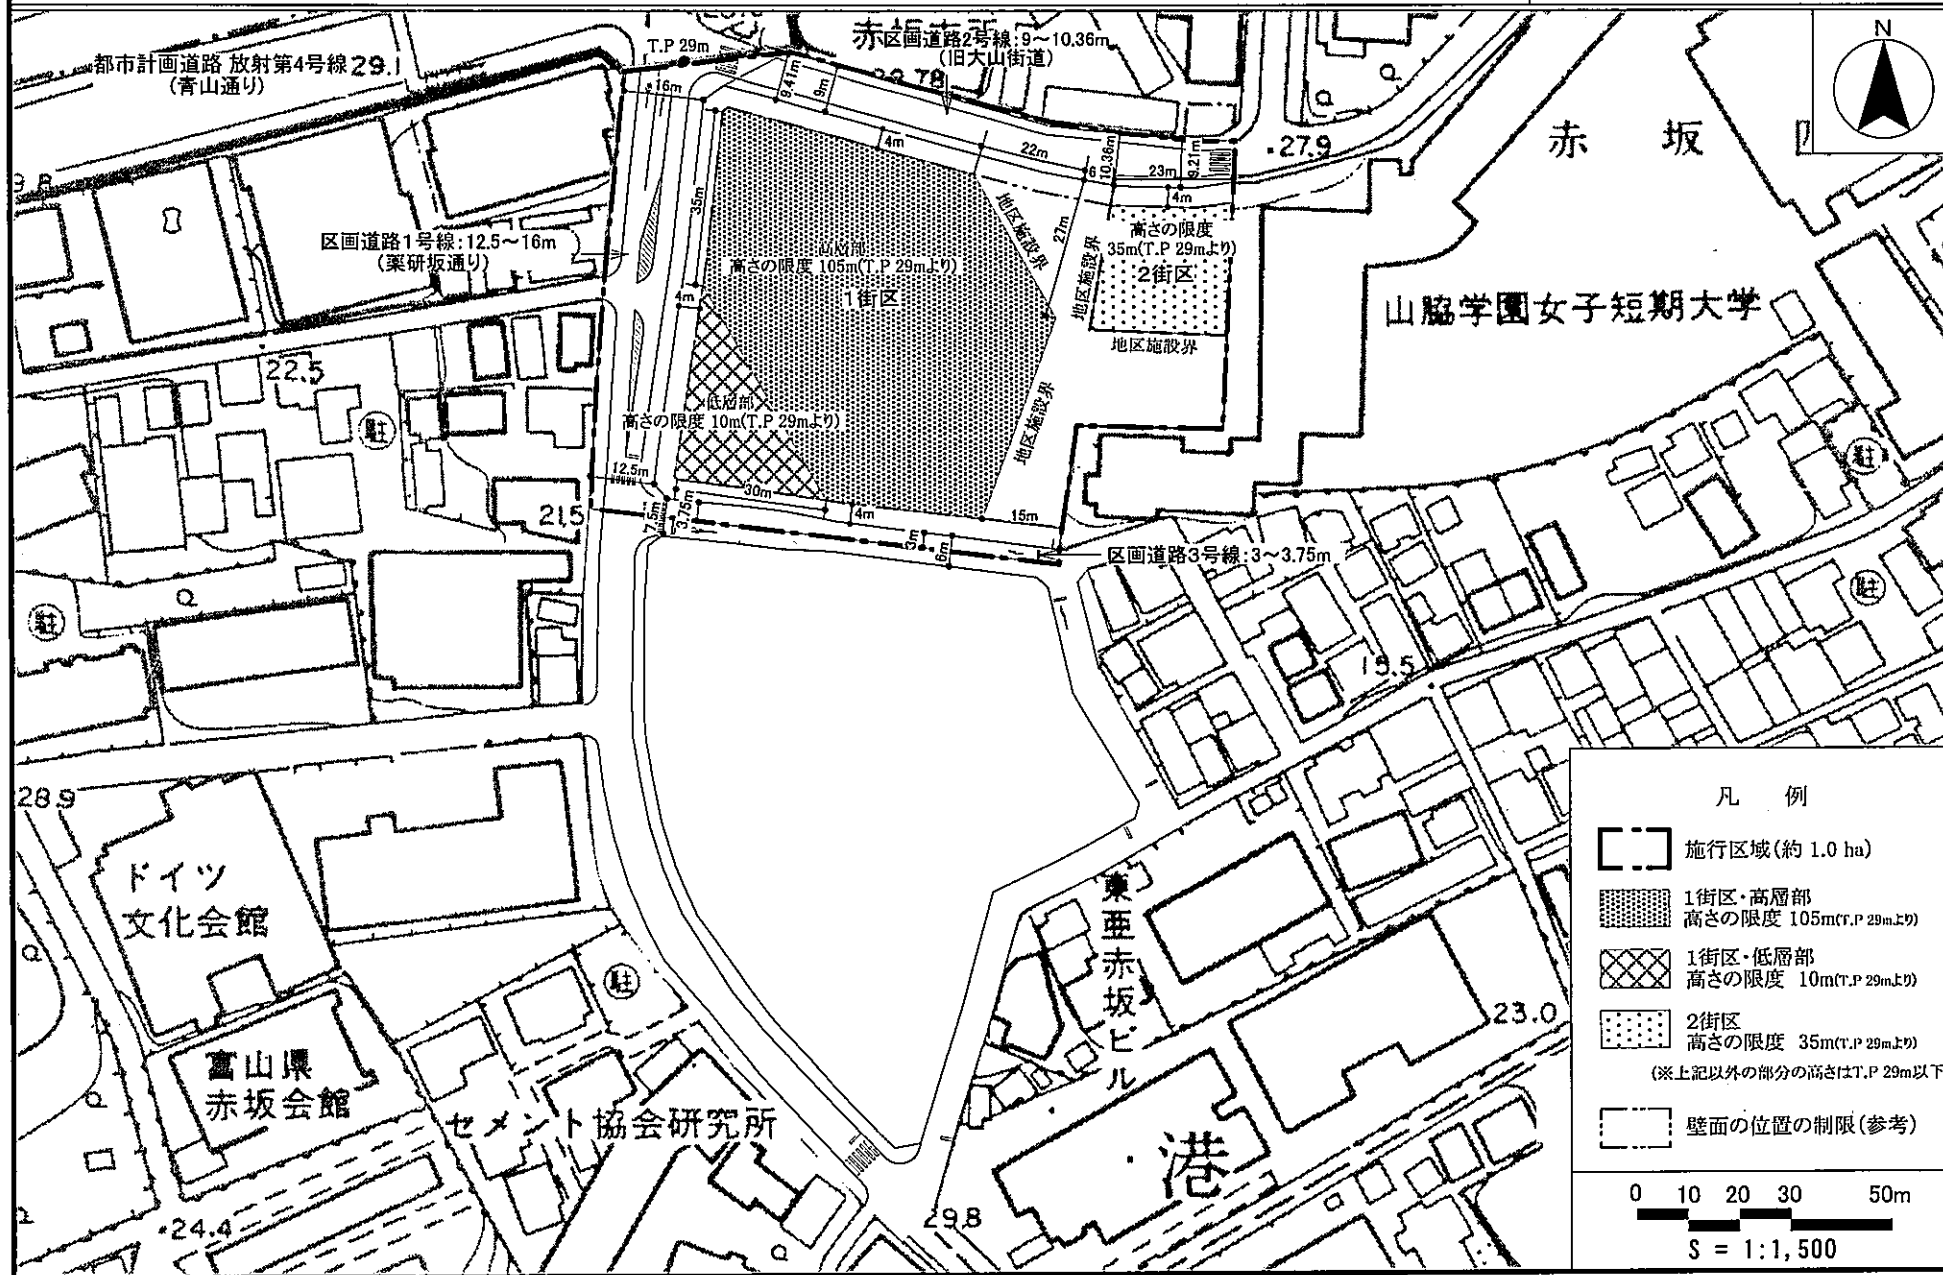 都市計画道路 放射第4号線
(青山通り)
29.1
T.P 29m
区画道路2号線:9～10.36m
(旧大山街道)
N
16m
9.41m
9m
4m
22m
6
10.36m
23m
9.21m
4m
27.9
赤坂
35m
区画道路1号線:12.5～16m
(薬研坂通り)
高層部
高さの限度 105m(T.P 29mより)
1街区
地区施設界
27m
地区施設界
高さの限度
35m(T.P 29mより)
2街区
地区施設界
山脇学園女子短期大学
4m
22.5
低層部
高さの限度 10m(T.P 29mより)
地区施設界
駐
駐
12.5m
30m
21.5
7.5m
3.75m
4m
15m
3m
6m
区画道路3号線:3～3.75m
駐
駐
15.5
28.9
ドイツ
文化会館
東亜赤坂ビル
駐
23.0
富山県
赤坂会館
セメント協会研究所
港
24.4
29.8
凡 例
施行区域(約 1.0 ha)
1街区・高層部
高さの限度 105m(T.P 29mより)
1街区・低層部
高さの限度 10m(T.P 29mより)
2街区
高さの限度 35m(T.P 29mより)
(※上記以外の部分の高さはT.P 29m以下
壁面の位置の制限(参考)
0 10 20 30 50m
S = 1:1,500